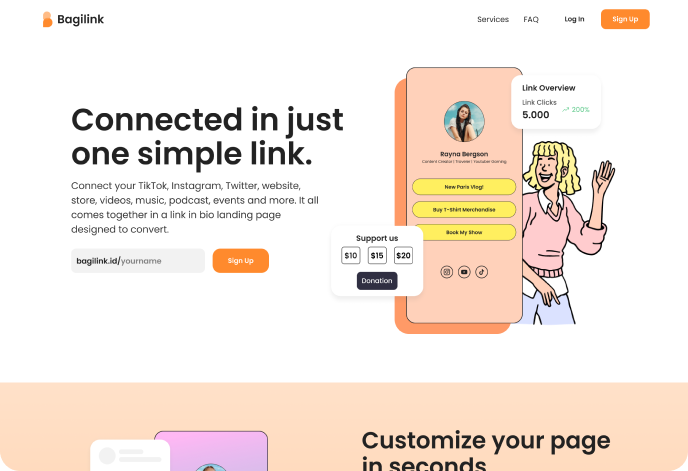 Bagilink
Services
FAQ
Log In
Sign Up
Connected in just
one simple link.
Connect your TikTok, Instagram, Twitter, website,
store, videos, music, podcast, events and more. It all
comes together in a link in bio landing page
designed to convert.
bagilink.id/yourname
Sign Up
Link Overview
Link Clicks
5.000
200%
Rayna Bergson
Content Creator | Traveler | Youtuber Gaming
New Paris Vlog!
Buy T-Shirt Merchandise
Book My Show
Support us
$10
$15
$20
Donation
Customize your page
in seconds